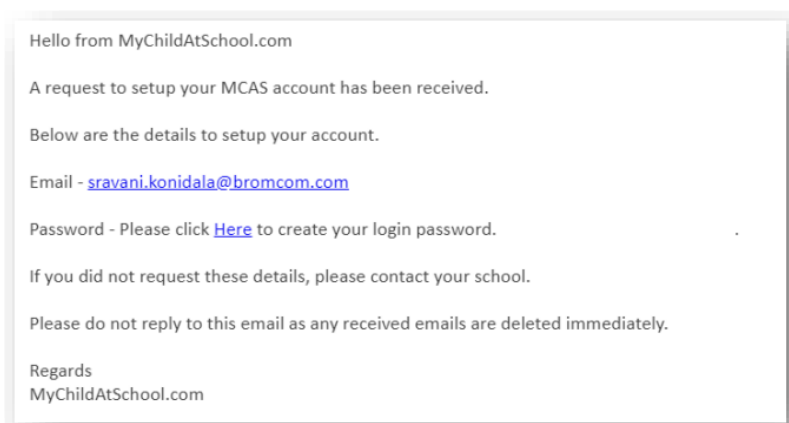 Hello from MyChildAtSchool.com
A request to setup your MCAS account has been received.
Below are the details to setup your account.
Email - sravani.konidala@bromcom.com
Password - Please click Here to create your login password. .
If you did not request these details, please contact your school.
Please do not reply to this email as any received emails are deleted immediately.
Regards
MyChildAtSchool.com